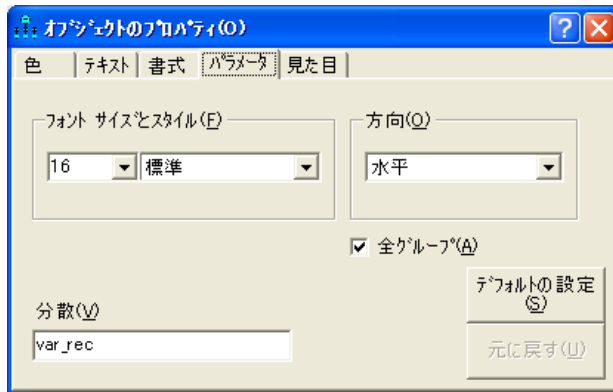 オブジェクトのプロパティ(O)
色 テキスト 書式 パラメータ 見た目
フォント サイズとスタイル(F) 方向(O)
16 標準 水平
全グループ(A)
デフォルトの設定
(S)
分散(V)
var_rec
元に戻す(U)